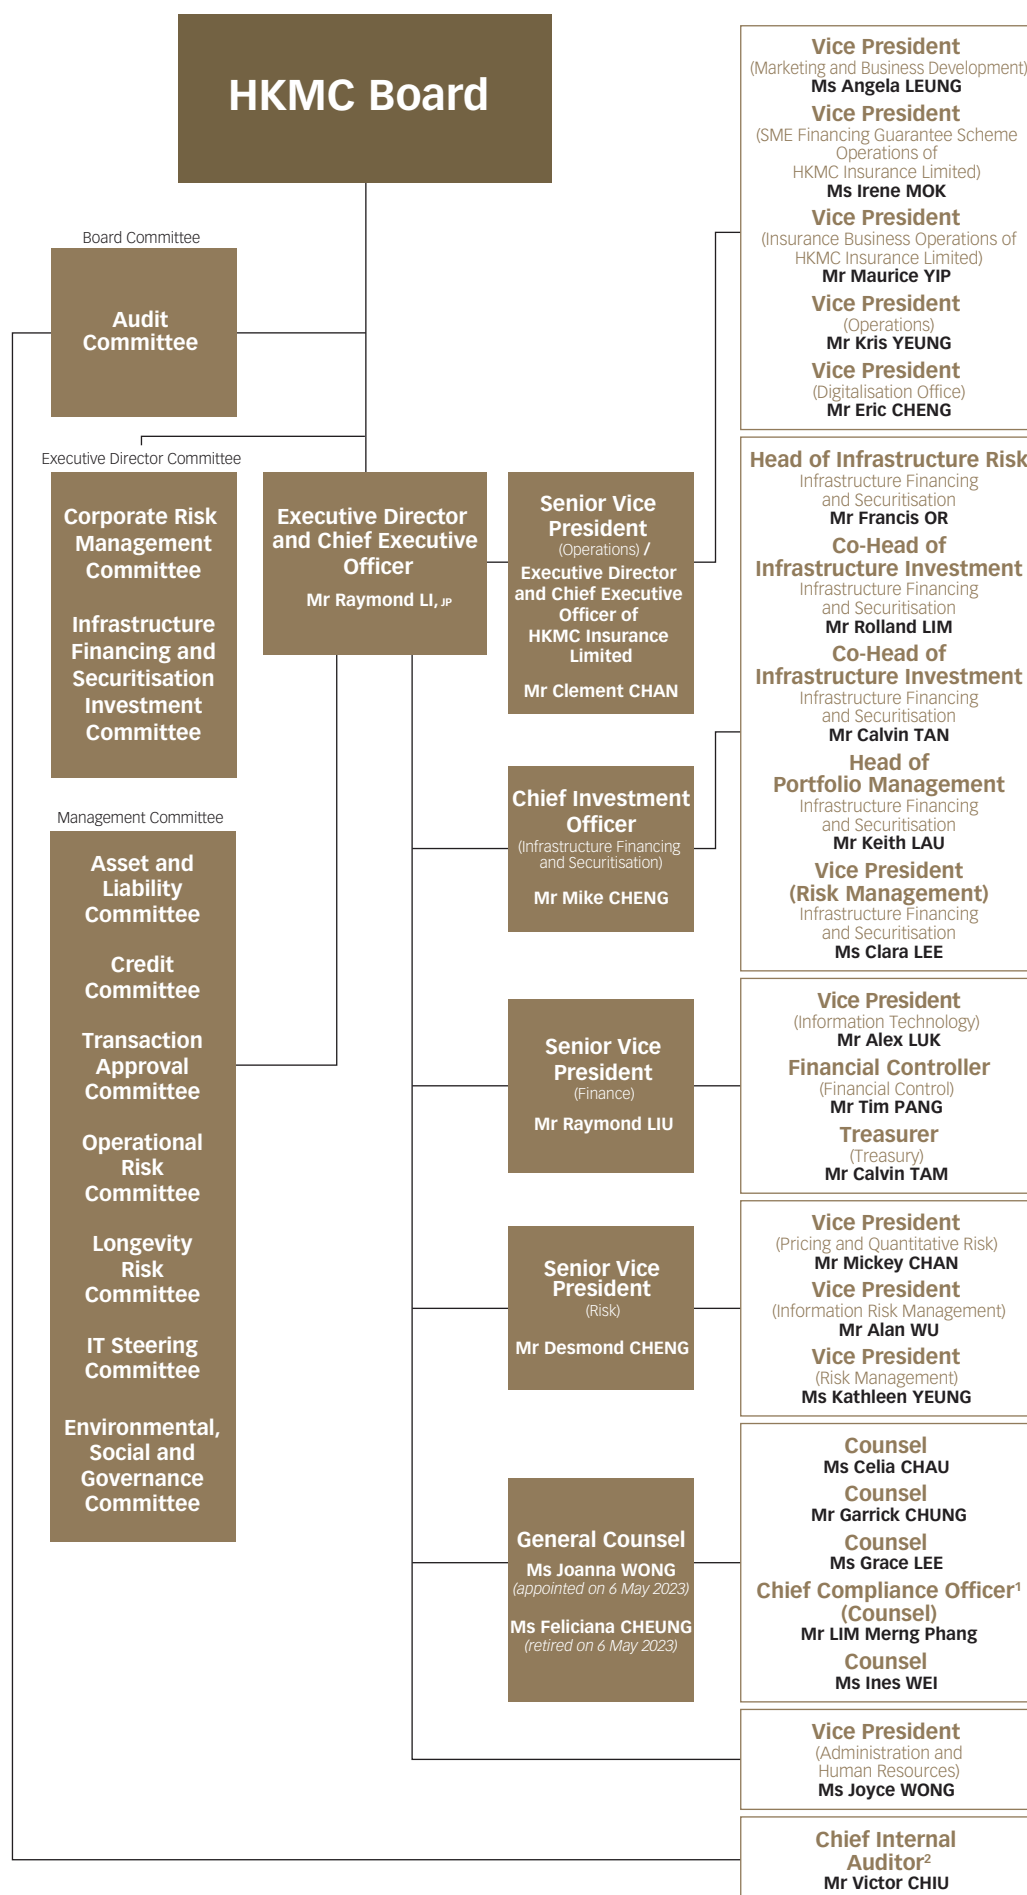 HKMC Board
Board Committee
Audit
Committee
Executive Director Committee
Corporate Risk
Management
Committee
Infrastructure
Financing and
Securitisation
Investment
Committee
Management Committee
Asset and
Liability
Committee
Credit
Committee
Transaction
Approval
Committee
Operational
Risk
Committee
Longevity
Risk
Committee
IT Steering
Committee
Environmental,
Social and
Governance
Committee
Executive Director
and Chief Executive
Officer
Mr Raymond LI, JP
Senior Vice
President
(Operations) /
Executive Director
and Chief Executive
Officer of
HKMC Insurance
Limited
Mr Clement CHAN
Chief Investment
Officer
(Infrastructure Financing
and Securitisation)
Mr Mike CHENG
Senior Vice
President
(Finance)
Mr Raymond LIU
Senior Vice
President
(Risk)
Mr Desmond CHENG
General Counsel
Ms Joanna WONG
(appointed on 6 May 2023)
Ms Feliciana CHEUNG
(retired on 6 May 2023)
Vice President
(Marketing and Business Development)
Ms Angela LEUNG
Vice President
(SME Financing Guarantee Scheme
Operations of
HKMC Insurance Limited)
Ms Irene MOK
Vice President
(Insurance Business Operations of
HKMC Insurance Limited)
Mr Maurice YIP
Vice President
(Operations)
Mr Kris YEUNG
Vice President
(Digitalisation Office)
Mr Eric CHENG
Head of Infrastructure Risk
Infrastructure Financing
and Securitisation
Mr Francis OR
Co-Head of
Infrastructure Investment
Infrastructure Financing
and Securitisation
Mr Rolland LIM
Co-Head of
Infrastructure Investment
Infrastructure Financing
and Securitisation
Mr Calvin TAN
Head of
Portfolio Management
Infrastructure Financing
and Securitisation
Mr Keith LAU
Vice President
(Risk Management)
Infrastructure Financing
and Securitisation
Ms Clara LEE
Vice President
(Information Technology)
Mr Alex LUK
Financial Controller
(Financial Control)
Mr Tim PANG
Treasurer
(Treasury)
Mr Calvin TAM
Vice President
(Pricing and Quantitative Risk)
Mr Mickey CHAN
Vice President
(Information Risk Management)
Mr Alan WU
Vice President
(Risk Management)
Ms Kathleen YEUNG
Counsel
Ms Celia CHAU
Counsel
Mr Garrick CHUNG
Counsel
Ms Grace LEE
Chief Compliance Officer¹
(Counsel)
Mr LIM Merng Phang
Counsel
Ms Ines WEI
Vice President
(Administration and
Human Resources)
Ms Joyce WONG
Chief Internal
Auditor²
Mr Victor CHIU